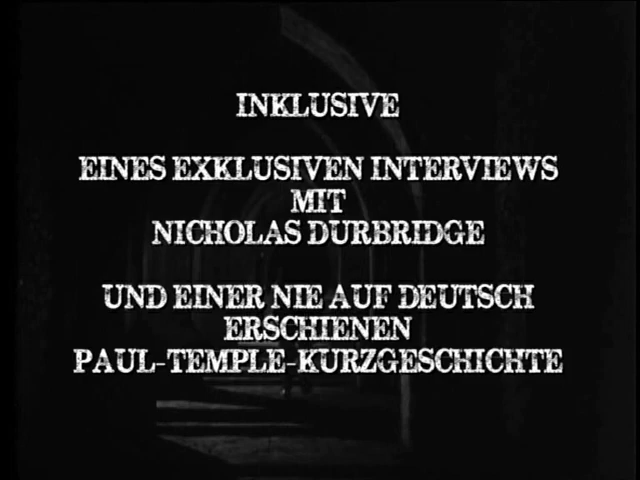 INKLUSIVE
EINES EXKLUSIVEN INTERVIEWS
MIT
NICHOLAS DURBRIDGE
UND EINER NIE AUF DEUTSCH
ERSCHIENEN
PAUL-TEMPLE-KURZGESCHICHTE